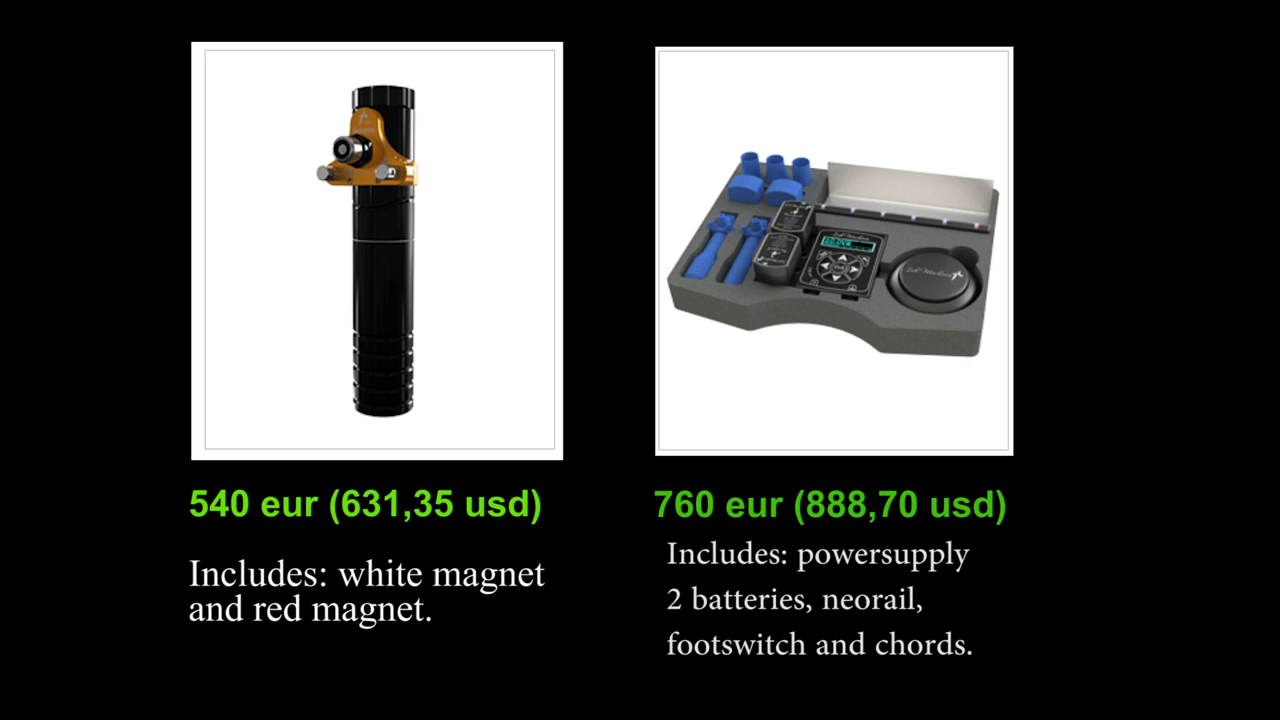 540 eur (631,35 usd)
Includes: white magnet
and red magnet.
760 eur (888,70 usd)
Includes: powersupply
2 batteries, neorail,
footswitch and chords.